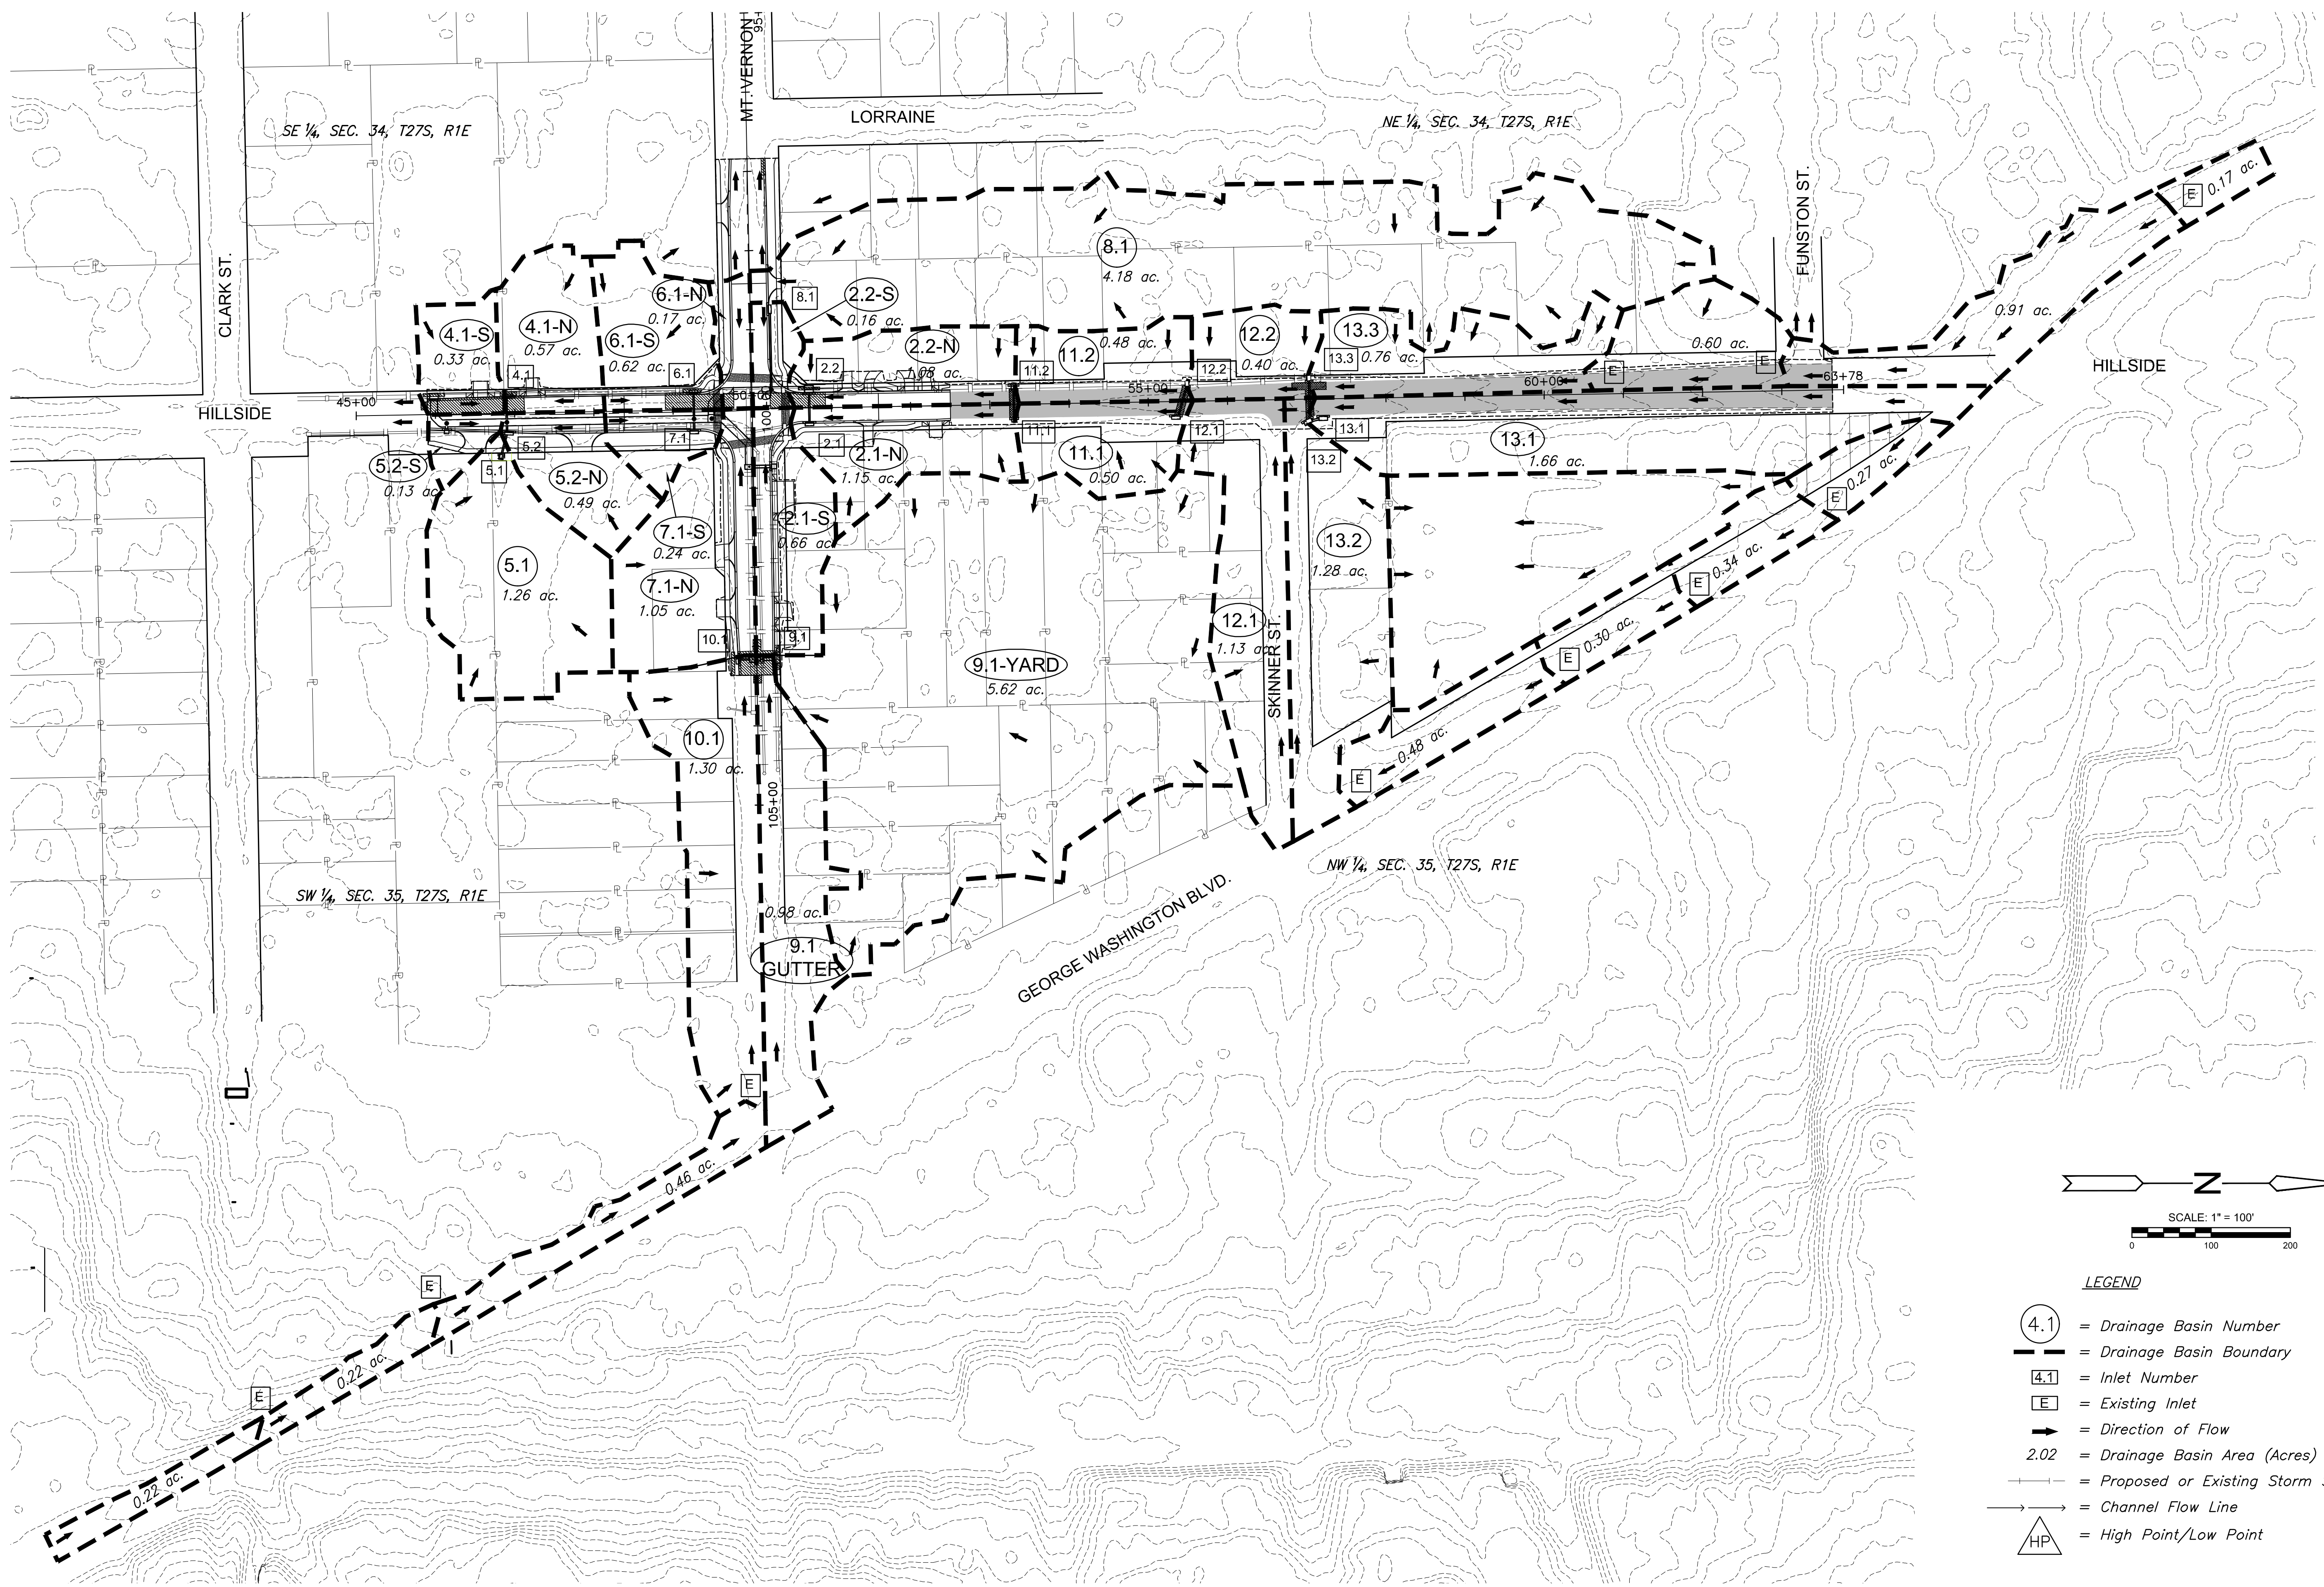 MT. VERNON
95+
LORRAINE
SE ¼, SEC. 34, T27S, R1E
NE ¼, SEC. 34, T27S, R1E
FUNSTON ST.
E
0.17 ac.
CLARK ST.
8.1
4.18 ac.
6.1-N
0.17 ac.
8.1
2.2-S
0.16 ac.
0.91 ac.
4.1-S
0.33 ac.
4.1-N
0.57 ac.
6.1-S
0.62 ac.
2.2-N
1.08 ac.
11.2
0.48 ac.
12.2
0.40 ac.
13.3
13.3
0.76 ac.
0.60 ac.
E
E
4.1
6.1
2.2
11.2
12.2
HILLSIDE
HILLSIDE
45+00
50+00
100+
55+00
60+00
63+78
5.2
7.1
2.1
11.1
12.1
13.1
5.2-S
0.13 ac.
5.1
5.2-N
0.49 ac.
2.1-N
1.15 ac.
11.1
0.50 ac.
13.2
13.1
1.66 ac.
0.27 ac.
E
7.1-S
0.24 ac.
2.1-S
0.66 ac.
13.2
1.28 ac.
5.1
1.26 ac.
7.1-N
1.05 ac.
0.34 ac.
E
10.1
9.1
9.1-YARD
5.62 ac.
12.1
1.13 ac.
SKINNER ST.
0.30 ac.
E
10.1
1.30 ac.
0.48 ac.
E
105+00
SW ¼, SEC. 35, T27S, R1E
NW ¼, SEC. 35, T27S, R1E
0.98 ac.
9.1
GUTTER
GEORGE WASHINGTON BLVD.
E
0.46 ac.
E
0.22 ac.
E
0.22 ac.
N
SCALE: 1" = 100'
0 100 200
LEGEND
4.1 = Drainage Basin Number
= Drainage Basin Boundary
4.1 = Inlet Number
E = Existing Inlet
= Direction of Flow
2.02 = Drainage Basin Area (Acres)
= Proposed or Existing Storm
= Channel Flow Line
HP = High Point/Low Point